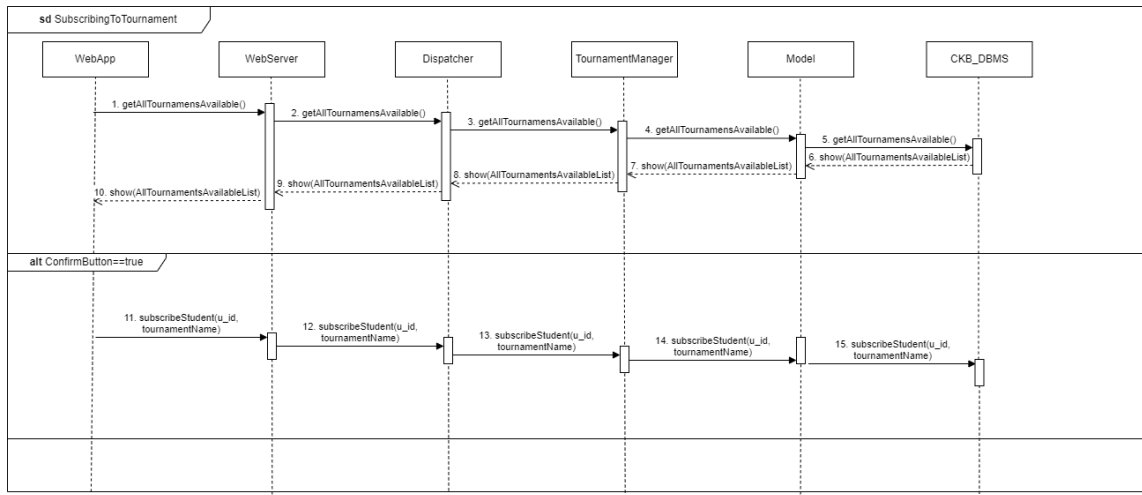 sd SubscribingToTournament
WebApp
WebServer
Dispatcher
TournamentManager
Model
CKB_DBMS
1. getAllTournamensAvailable()
2. getAllTournamensAvailable()
3. getAllTournamensAvailable()
4. getAllTournamensAvailable()
5. getAllTournamensAvailable()
6. show(AllTournamentsAvailableList)
7. show(AllTournamentsAvailableList)
8. show(AllTournamentsAvailableList)
9. show(AllTournamentsAvailableList)
10. show(AllTournamentsAvailableList)
alt ConfirmButton==true
11. subscribeStudent(u_id,
tournamentName)
12. subscribeStudent(u_id,
tournamentName)
13. subscribeStudent(u_id,
tournamentName)
14. subscribeStudent(u_id,
tournamentName)
15. subscribeStudent(u_id,
tournamentName)